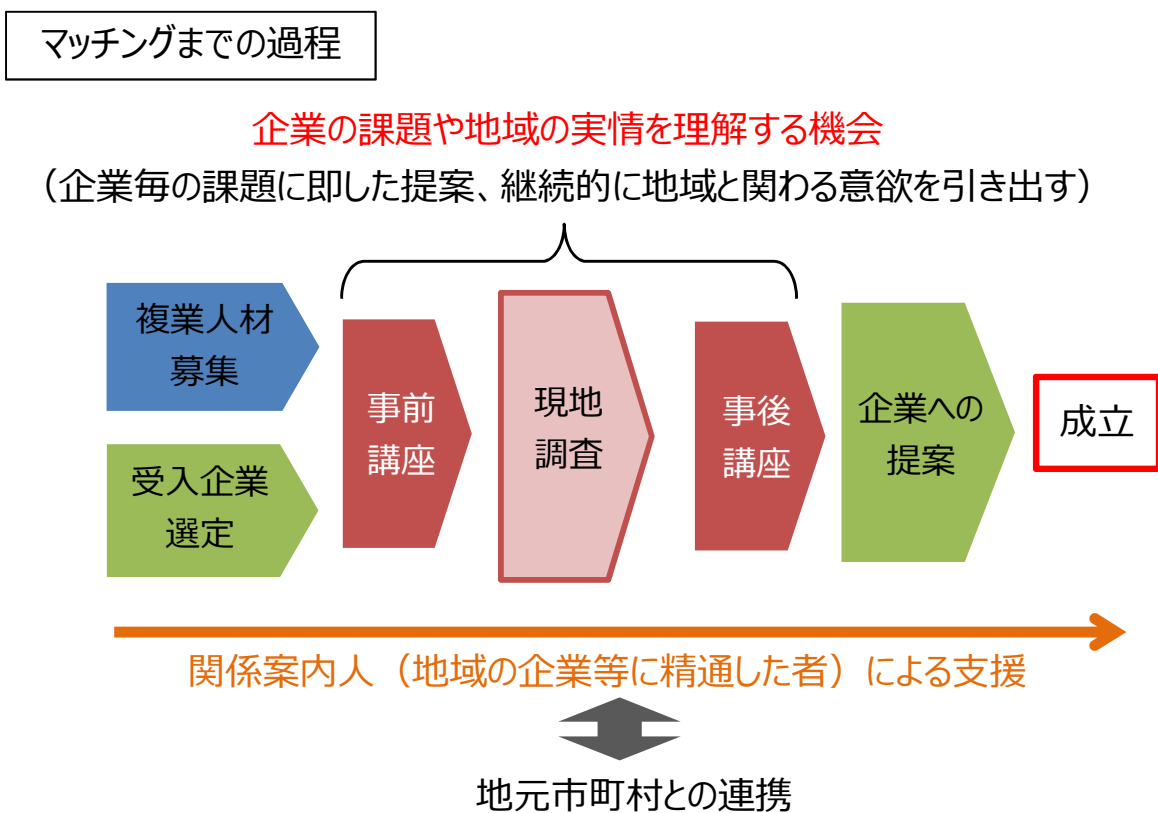 マッチングまでの過程
企業の課題や地域の実情を理解する機会
（企業毎の課題に即した提案、継続的に地域と関わる意欲を引き出す）
複業人材
募集
受入企業
選定
事前
講座
現地
調査
事後
講座
企業への
提案
成立
関係案内人（地域の企業等に精通した者）による支援
地元市町村との連携